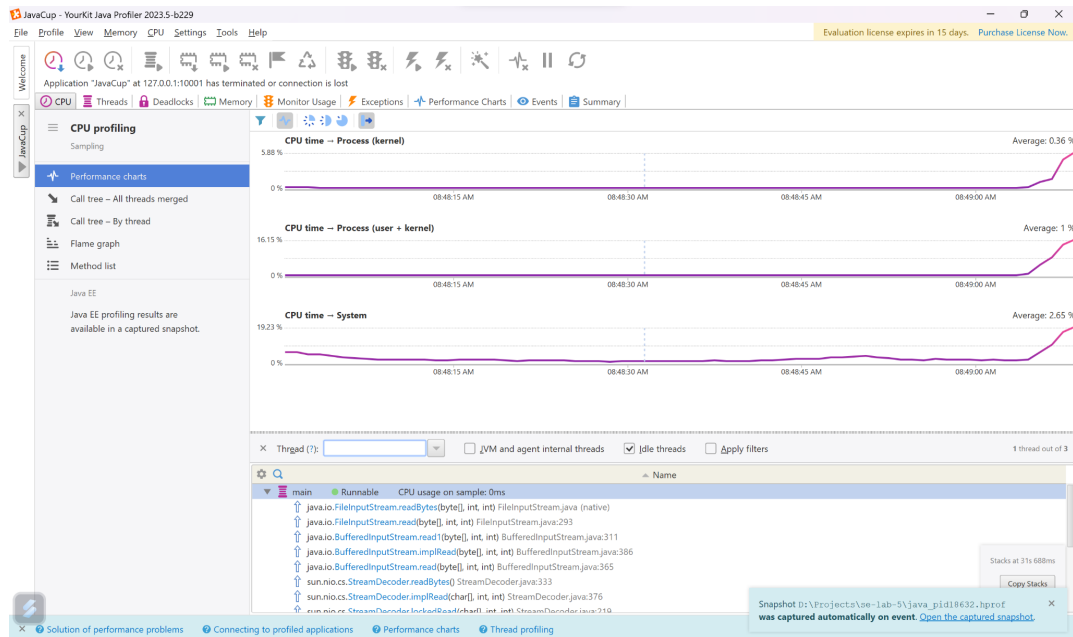 JavaCup - YourKit Java Profiler 2023.5-b229
File Profile View Memory CPU Settings Tools Help
Evaluation license expires in 15 days. Purchase License Now.
Welcome
Application "JavaCup" at 127.0.0.1:10001 has terminated or connection is lost
CPU Threads Deadlocks Memory Monitor Usage Exceptions Performance Charts Events Summary
JavaCup
CPU profiling
Sampling
Performance charts
Call tree – All threads merged
Call tree – By thread
Flame graph
Method list
Java EE
Java EE profiling results are
available in a captured snapshot.
CPU time → Process (kernel)
Average: 0.36 %
5.88 %
0 %
08:48:15 AM 08:48:30 AM 08:48:45 AM 08:49:00 AM
CPU time → Process (user + kernel)
Average: 1 %
16.15 %
0 %
08:48:15 AM 08:48:30 AM 08:48:45 AM 08:49:00 AM
CPU time → System
Average: 2.65 %
19.23 %
0 %
08:48:15 AM 08:48:30 AM 08:48:45 AM 08:49:00 AM
Thread (?): JVM and agent internal threads Idle threads Apply filters 1 thread out of 3
Name
main Runnable CPU usage on sample: 0ms
java.io.FileInputStream.readBytes(byte[], int, int) FileInputStream.java (native)
java.io.FileInputStream.read(byte[], int, int) FileInputStream.java:293
java.io.BufferedInputStream.read1(byte[], int, int) BufferedInputStream.java:311
java.io.BufferedInputStream.implRead(byte[], int, int) BufferedInputStream.java:386
java.io.BufferedInputStream.read(byte[], int, int) BufferedInputStream.java:365
sun.nio.cs.StreamDecoder.readBytes() StreamDecoder.java:333
sun.nio.cs.StreamDecoder.implRead(char[], int, int) StreamDecoder.java:376
sun.nio.cs.StreamDecoder.lockedRead(char[], int, int) StreamDecoder.java:219
Stacks at 31s 688ms
Copy Stacks
Snapshot D:\Projects\se-lab-5\java_pid18632.hprof
was captured automatically on event. Open the captured snapshot.
Solution of performance problems Connecting to profiled applications Performance charts Thread profiling